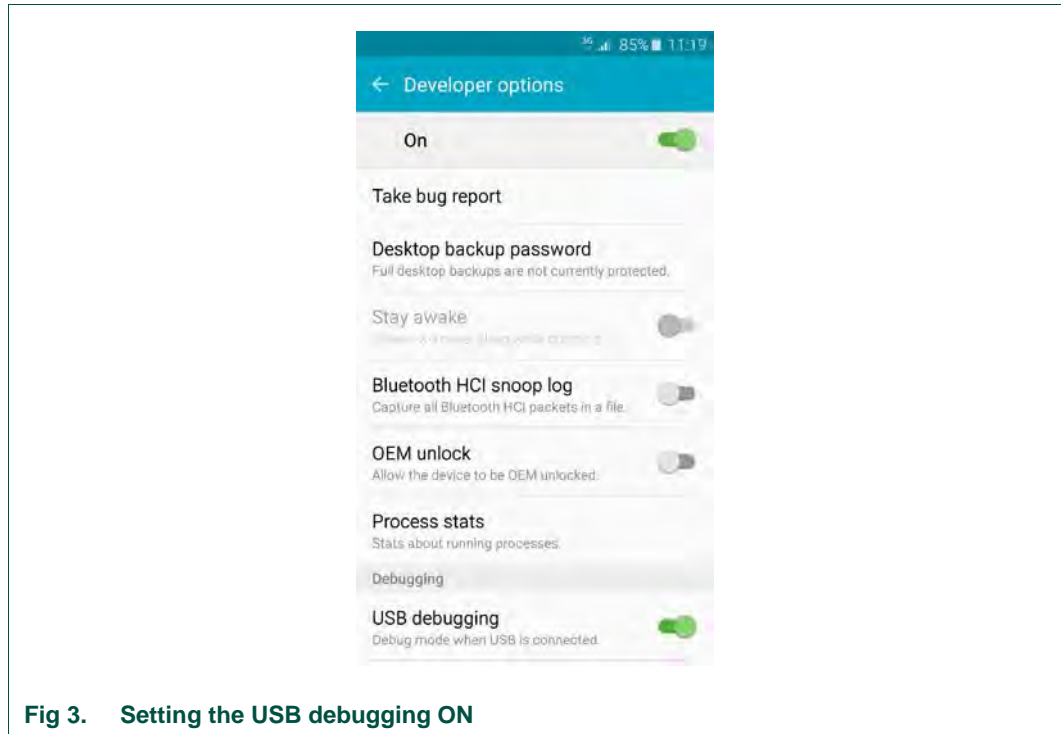 3G 85% 11:19
Developer options
On
Take bug report
Desktop backup password
Full desktop backups are not currently protected.
Stay awake
Bluetooth HCI snoop log
Capture all Bluetooth HCI packets in a file.
OEM unlock
Allow the device to be OEM unlocked.
Process stats
Stats about running processes.
Debugging
USB debugging
Debug mode when USB is connected.
Fig 3. Setting the USB debugging ON